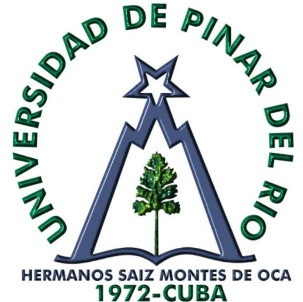 UNIVERSIDAD DE PINAR DEL RIO
HERMANOS SAIZ MONTES DE OCA
1972-CUBA